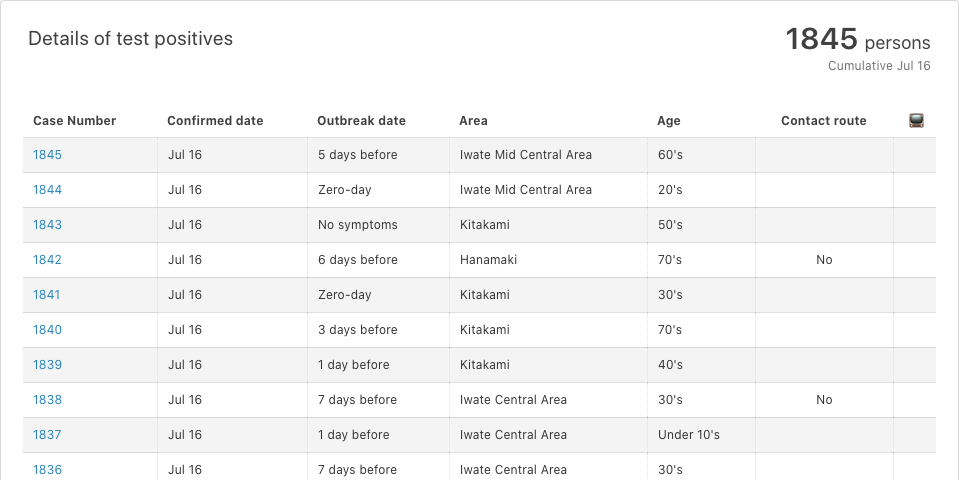 Details of test positives
1845 persons
Cumulative Jul 16
Case Number Confirmed date Outbreak date Area Age Contact route
1845 Jul 16 5 days before Iwate Mid Central Area 60's
1844 Jul 16 Zero-day Iwate Mid Central Area 20's
1843 Jul 16 No symptoms Kitakami 50's
1842 Jul 16 6 days before Hanamaki 70's No
1841 Jul 16 Zero-day Kitakami 30's
1840 Jul 16 3 days before Kitakami 70's
1839 Jul 16 1 day before Kitakami 40's
1838 Jul 16 7 days before Iwate Central Area 30's No
1837 Jul 16 1 day before Iwate Central Area Under 10's
1836 Jul 16 7 days before Iwate Central Area 30's